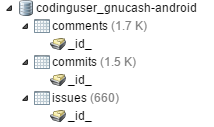 codinguser_gnucash-android
comments (1.7 K)
_id_
commits (1.5 K)
_id_
issues (660)
_id_